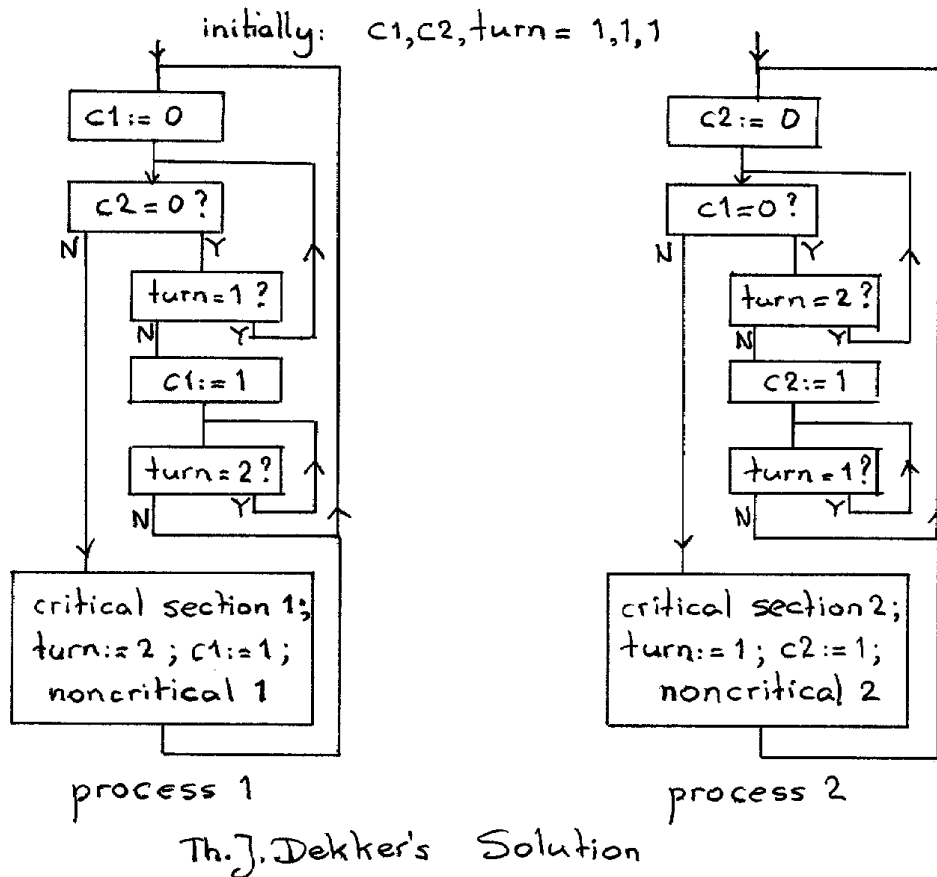 initially: c1,c2,turn = 1,1,1
c1:= 0
c2=0?
N Y
turn=1?
N Y
c1:=1
turn=2?
N Y
critical section 1;
turn:=2 ; c1:=1;
noncritical 1
process 1
c2:= 0
c1=0?
N Y
turn=2?
N Y
c2:=1
turn=1?
N Y
critical section 2;
turn:=1; c2:=1;
noncritical 2
process 2
Th.J.Dekker's Solution